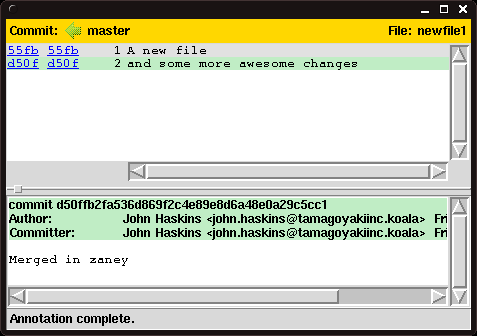 Commit: master File: newfile1
55fb 55fb 1 A new file
d50f d50f 2 and some more awesome changes
commit d50ffb2fa536d869f2c4e89e8d6a48e0a29c5cc1
Author: John Haskins <john.haskins@tamagoyakiinc.koala> Fri
Committer: John Haskins <john.haskins@tamagoyakiinc.koala> Fri
Merged in zaney
Annotation complete.